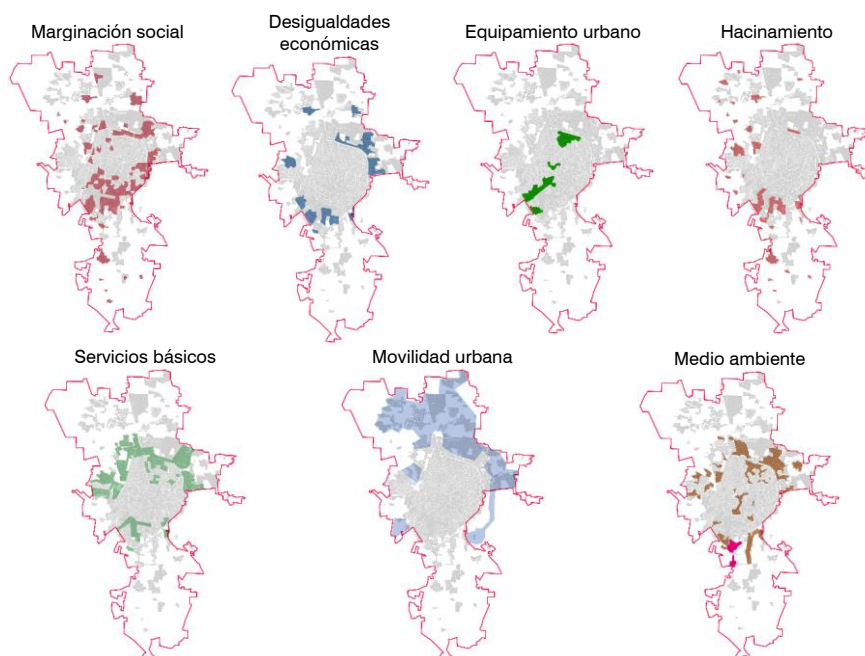 Marginación social
Desigualdades
económicas
Equipamiento urbano
Hacinamiento
Servicios básicos
Movilidad urbana
Medio ambiente